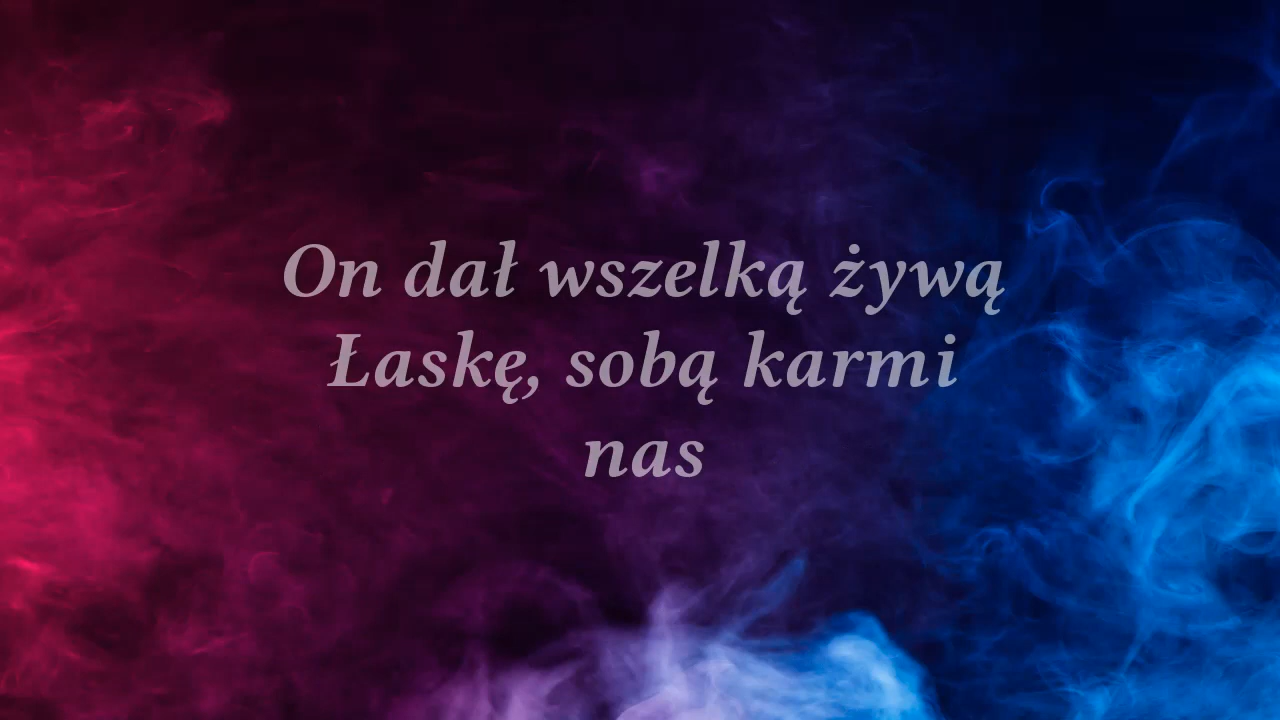 On dał wszelką żywą
Łaskę, sobą karmi
nas